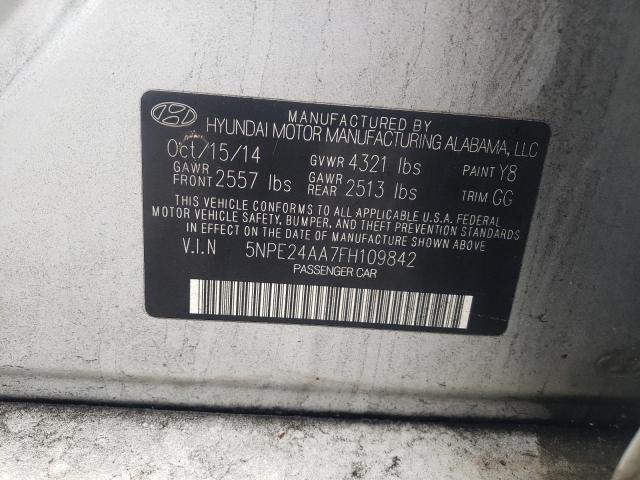 MANUFACTURED BY
HYUNDAI MOTOR MANUFACTURING ALABAMA, LLC
Oct/15/14 GVWR 4321 lbs PAINT Y8
GAWR FRONT 2557 lbs GAWR REAR 2513 lbs TRIM GG
THIS VEHICLE CONFORMS TO ALL APPLICABLE U.S.A. FEDERAL
MOTOR VEHICLE SAFETY, BUMPER, AND THEFT PREVENTION STANDARDS
IN EFFECT ON THE DATE OF MANUFACTURE SHOWN ABOVE.
V.I.N 5NPE24AA7FH109842
PASSENGER CAR